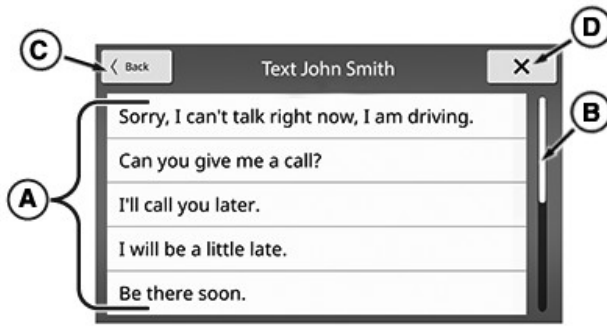 C
D
< Back
Text John Smith
X
Sorry, I can't talk right now, I am driving.
B
Can you give me a call?
A
I'll call you later.
I will be a little late.
Be there soon.